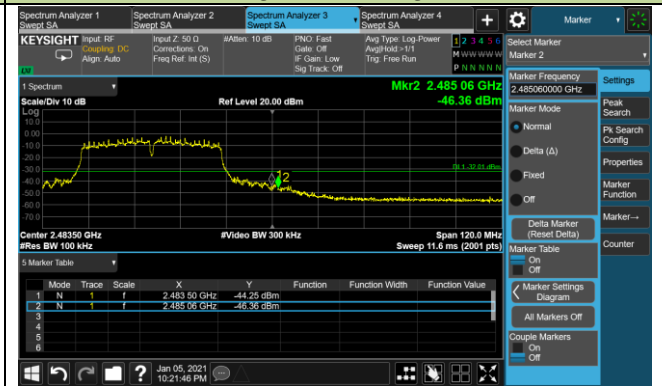 Spectrum Analyzer 1
Swept SA
Spectrum Analyzer 2
Swept SA
Spectrum Analyzer 3
Swept SA
Spectrum Analyzer 4
Swept SA
+
Marker
KEYSIGHT
Input: RF
Coupling: DC
Align: Auto
Input Z: 50 Ω
Corrections: On
Freq Ref: Int (S)
#Atten: 10 dB
PNO: Fast
Gate: Off
IF Gain: Low
Sig Track: Off
Avg Type: Log-Power
Avg|Hold:>1/1
Trig: Free Run
1 2 3 4 5 6
M W W W W W
P N N N N N
Select Marker
Marker 2
1 Spectrum
Mkr2 2.485 06 GHz
Scale/Div 10 dB
Ref Level 20.00 dBm
-46.36 dBm
Log
10.0
0.00
-10.0
-20.0
-30.0
-40.0
-50.0
-60.0
-70.0
DL1 -32.01 dBm
1
2
Center 2.48350 GHz
#Video BW 300 kHz
Span 120.0 MHz
#Res BW 100 kHz
Sweep 11.6 ms (2001 pts)
5 Marker Table
Mode Trace Scale X Y Function Function Width Function Value
1 N 1 f 2.483 50 GHz -44.25 dBm
2 N 1 f 2.485 06 GHz -46.36 dBm
3
4
5
6
Marker Frequency
2.485060000 GHz
Marker Mode
Normal
Delta (Δ)
Fixed
Off
Delta Marker
(Reset Delta)
Marker Table
On
Off
Marker Settings
Diagram
All Markers Off
Couple Markers
On
Off
Settings
Peak
Search
Pk Search
Config
Properties
Marker
Function
Marker→
Counter
?
Jan 05, 2021
10:21:46 PM